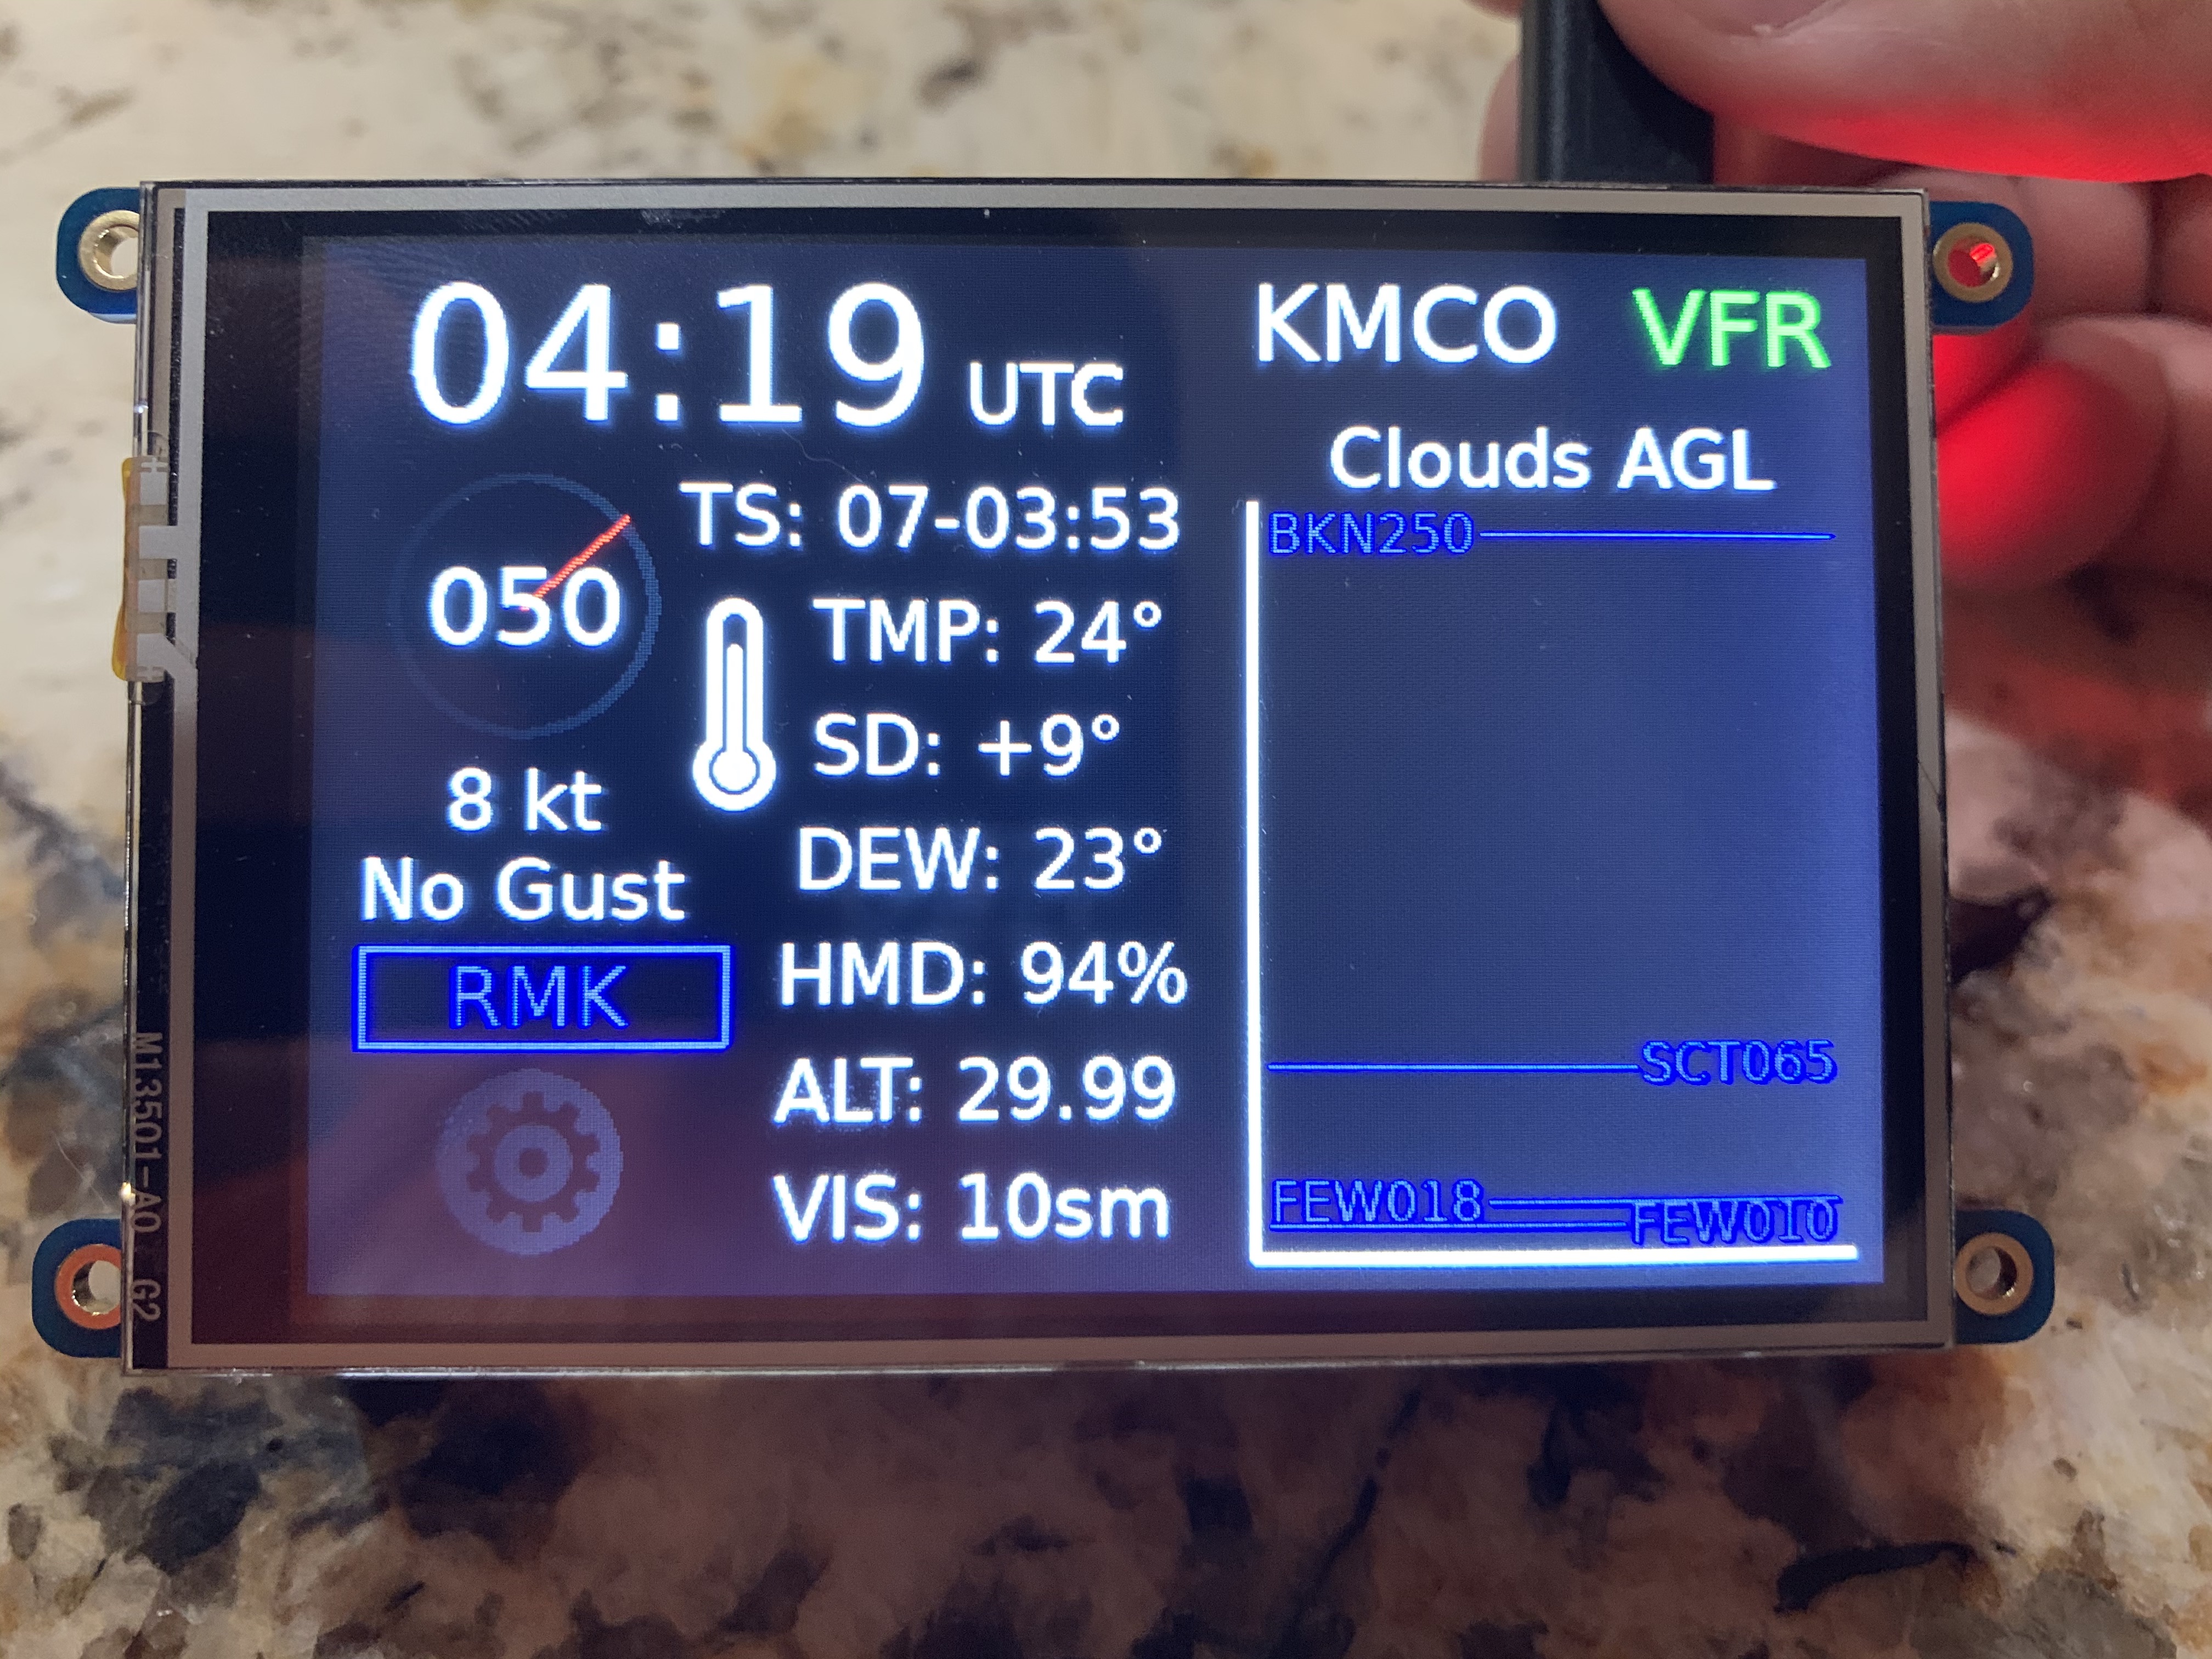 04:19 UTC
050
8 kt
No Gust
RMK
TS: 07-03:53
TMP: 24°
SD: +9°
DEW: 23°
HMD: 94%
ALT: 29.99
VIS: 10sm
KMCO VFR
Clouds AGL
BKN250
SCT065
FEW018
FEW010
M13501-A0 G2